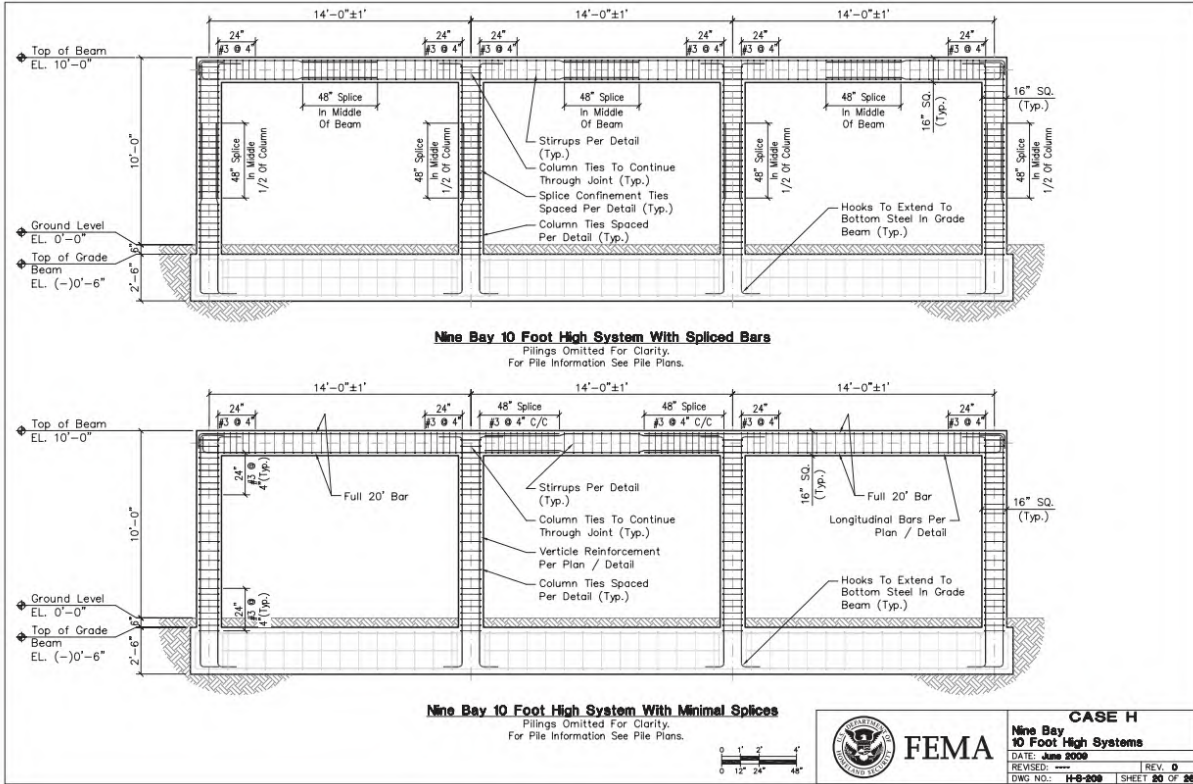 14'-0"±1'
14'-0"±1'
14'-0"±1'
24"
#3 @ 4"
24"
#3 @ 4"
24"
#3 @ 4"
24"
#3 @ 4"
24"
#3 @ 4"
24"
#3 @ 4"
Top of Beam
EL. 10'-0"
10'-0"
48" Splice
In Middle
Of Beam
48" Splice
In Middle
Of Beam
48" Splice
In Middle
Of Beam
16" SQ.
(Typ.)
16" SQ.
(Typ.)
48" Splice
In Middle
1/2 Of Column
48" Splice
In Middle
1/2 Of Column
48" Splice
In Middle
1/2 Of Column
48" Splice
In Middle
1/2 Of Column
Stirrups Per Detail
(Typ.)
Column Ties To Continue
Through Joint (Typ.)
Splice Confinement Ties
Spaced Per Detail (Typ.)
Column Ties Spaced
Per Detail (Typ.)
Hooks To Extend To
Bottom Steel In Grade
Beam (Typ.)
Ground Level
EL. 0'-0"
6"
Top of Grade
Beam
EL. (-)0'-6"
2'-6"
Nine Bay 10 Foot High System With Spliced Bars
Pilings Omitted For Clarity.
For Pile Information See Pile Plans.
14'-0"±1'
14'-0"±1'
14'-0"±1'
24"
#3 @ 4"
24"
#3 @ 4"
48" Splice
#3 @ 4" C/C
48" Splice
#3 @ 4" C/C
24"
#3 @ 4"
24"
#3 @ 4"
Top of Beam
EL. 10'-0"
10'-0"
24"
#3 @
4"(Typ.)
Full 20' Bar
Stirrups Per Detail
(Typ.)
Column Ties To Continue
Through Joint (Typ.)
Verticle Reinforcement
Per Plan / Detail
Column Ties Spaced
Per Detail (Typ.)
16" SQ.
(Typ.)
Full 20' Bar
Longitudinal Bars Per
Plan / Detail
16" SQ.
(Typ.)
Hooks To Extend To
Bottom Steel In Grade
Beam (Typ.)
24"
#3 @
4"(Typ.)
Ground Level
EL. 0'-0"
6"
Top of Grade
Beam
EL. (-)0'-6"
2'-6"
Nine Bay 10 Foot High System With Minimal Splices
Pilings Omitted For Clarity.
For Pile Information See Pile Plans.
0 1' 2' 4'
0 12" 24" 48"
U.S. DEPARTMENT OF
HOMELAND SECURITY
FEMA
CASE H
Nine Bay
10 Foot High Systems
DATE: June 2009
REVISED: ----
REV. 0
DWG NO.: H-S-209
SHEET 20 OF